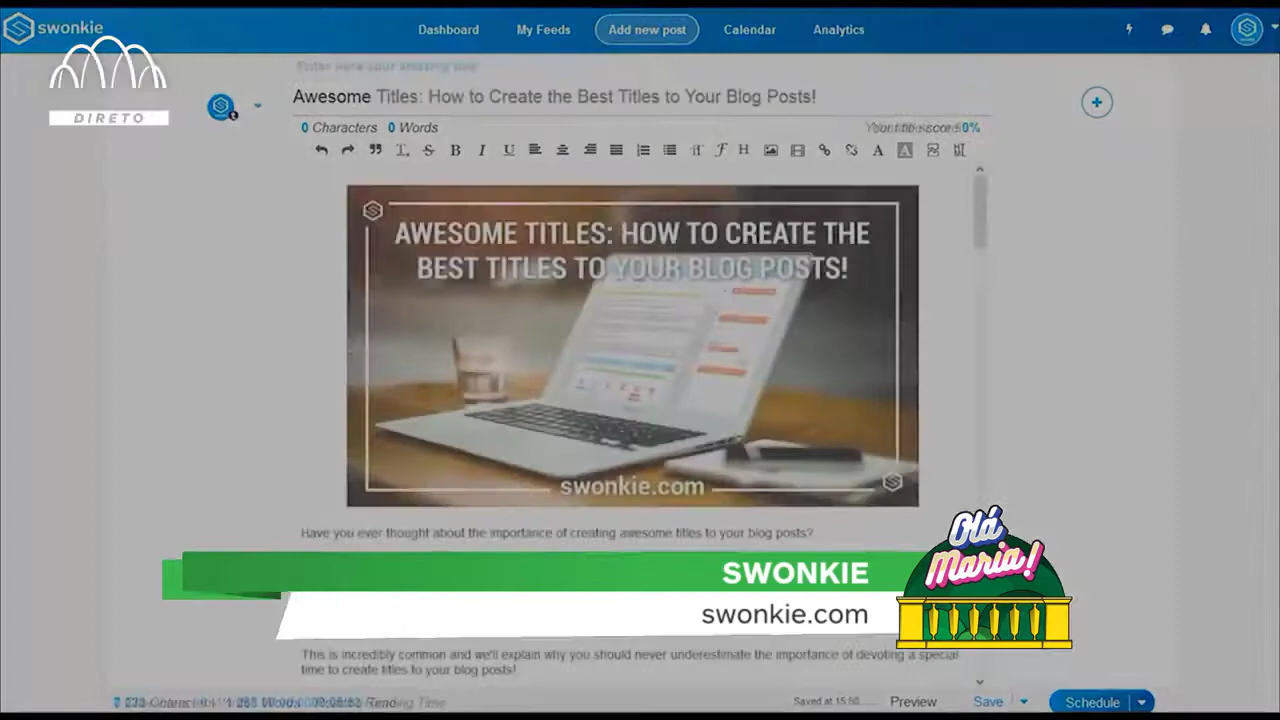 swonkie
Dashboard My Feeds Add new post Calendar Analytics
DIRETO
Awesome Titles: How to Create the Best Titles to Your Blog Posts!
0 Characters 0 Words
AWESOME TITLES: HOW TO CREATE THE
BEST TITLES TO YOUR BLOG POSTS!
swonkie.com
Have you ever thought about the importance of creating awesome titles to your blog posts?
Olá
Maria!
SWONKIE
swonkie.com
This is incredibly common and we'll explain why you should never underestimate the importance of devoting a special
time to create titles to your blog posts!
Saved at 15:50 Preview Save Schedule